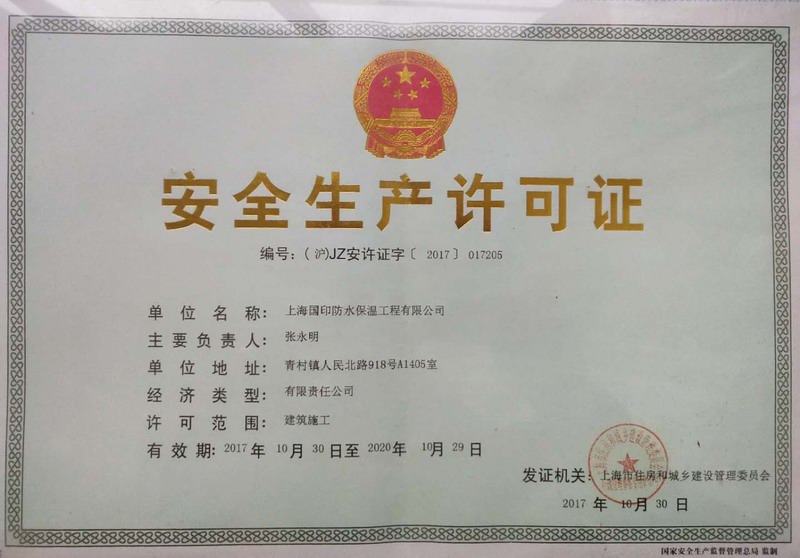 安全生产许可证
编号：（沪）JZ安许证字〔 2017 〕 017205
单位名称： 上海国印防水保温工程有限公司
主要负责人： 张永明
单位地址： 青村镇人民北路918号A1405室
经济类型： 有限责任公司
许可范围： 建筑施工
有效期：2017年 10月 30日至 2020年 10月 29日
发证机关：上海市住房和城乡建设管理委员会
2017 年 10月 30 日
国家安全生产监督管理总局 监制